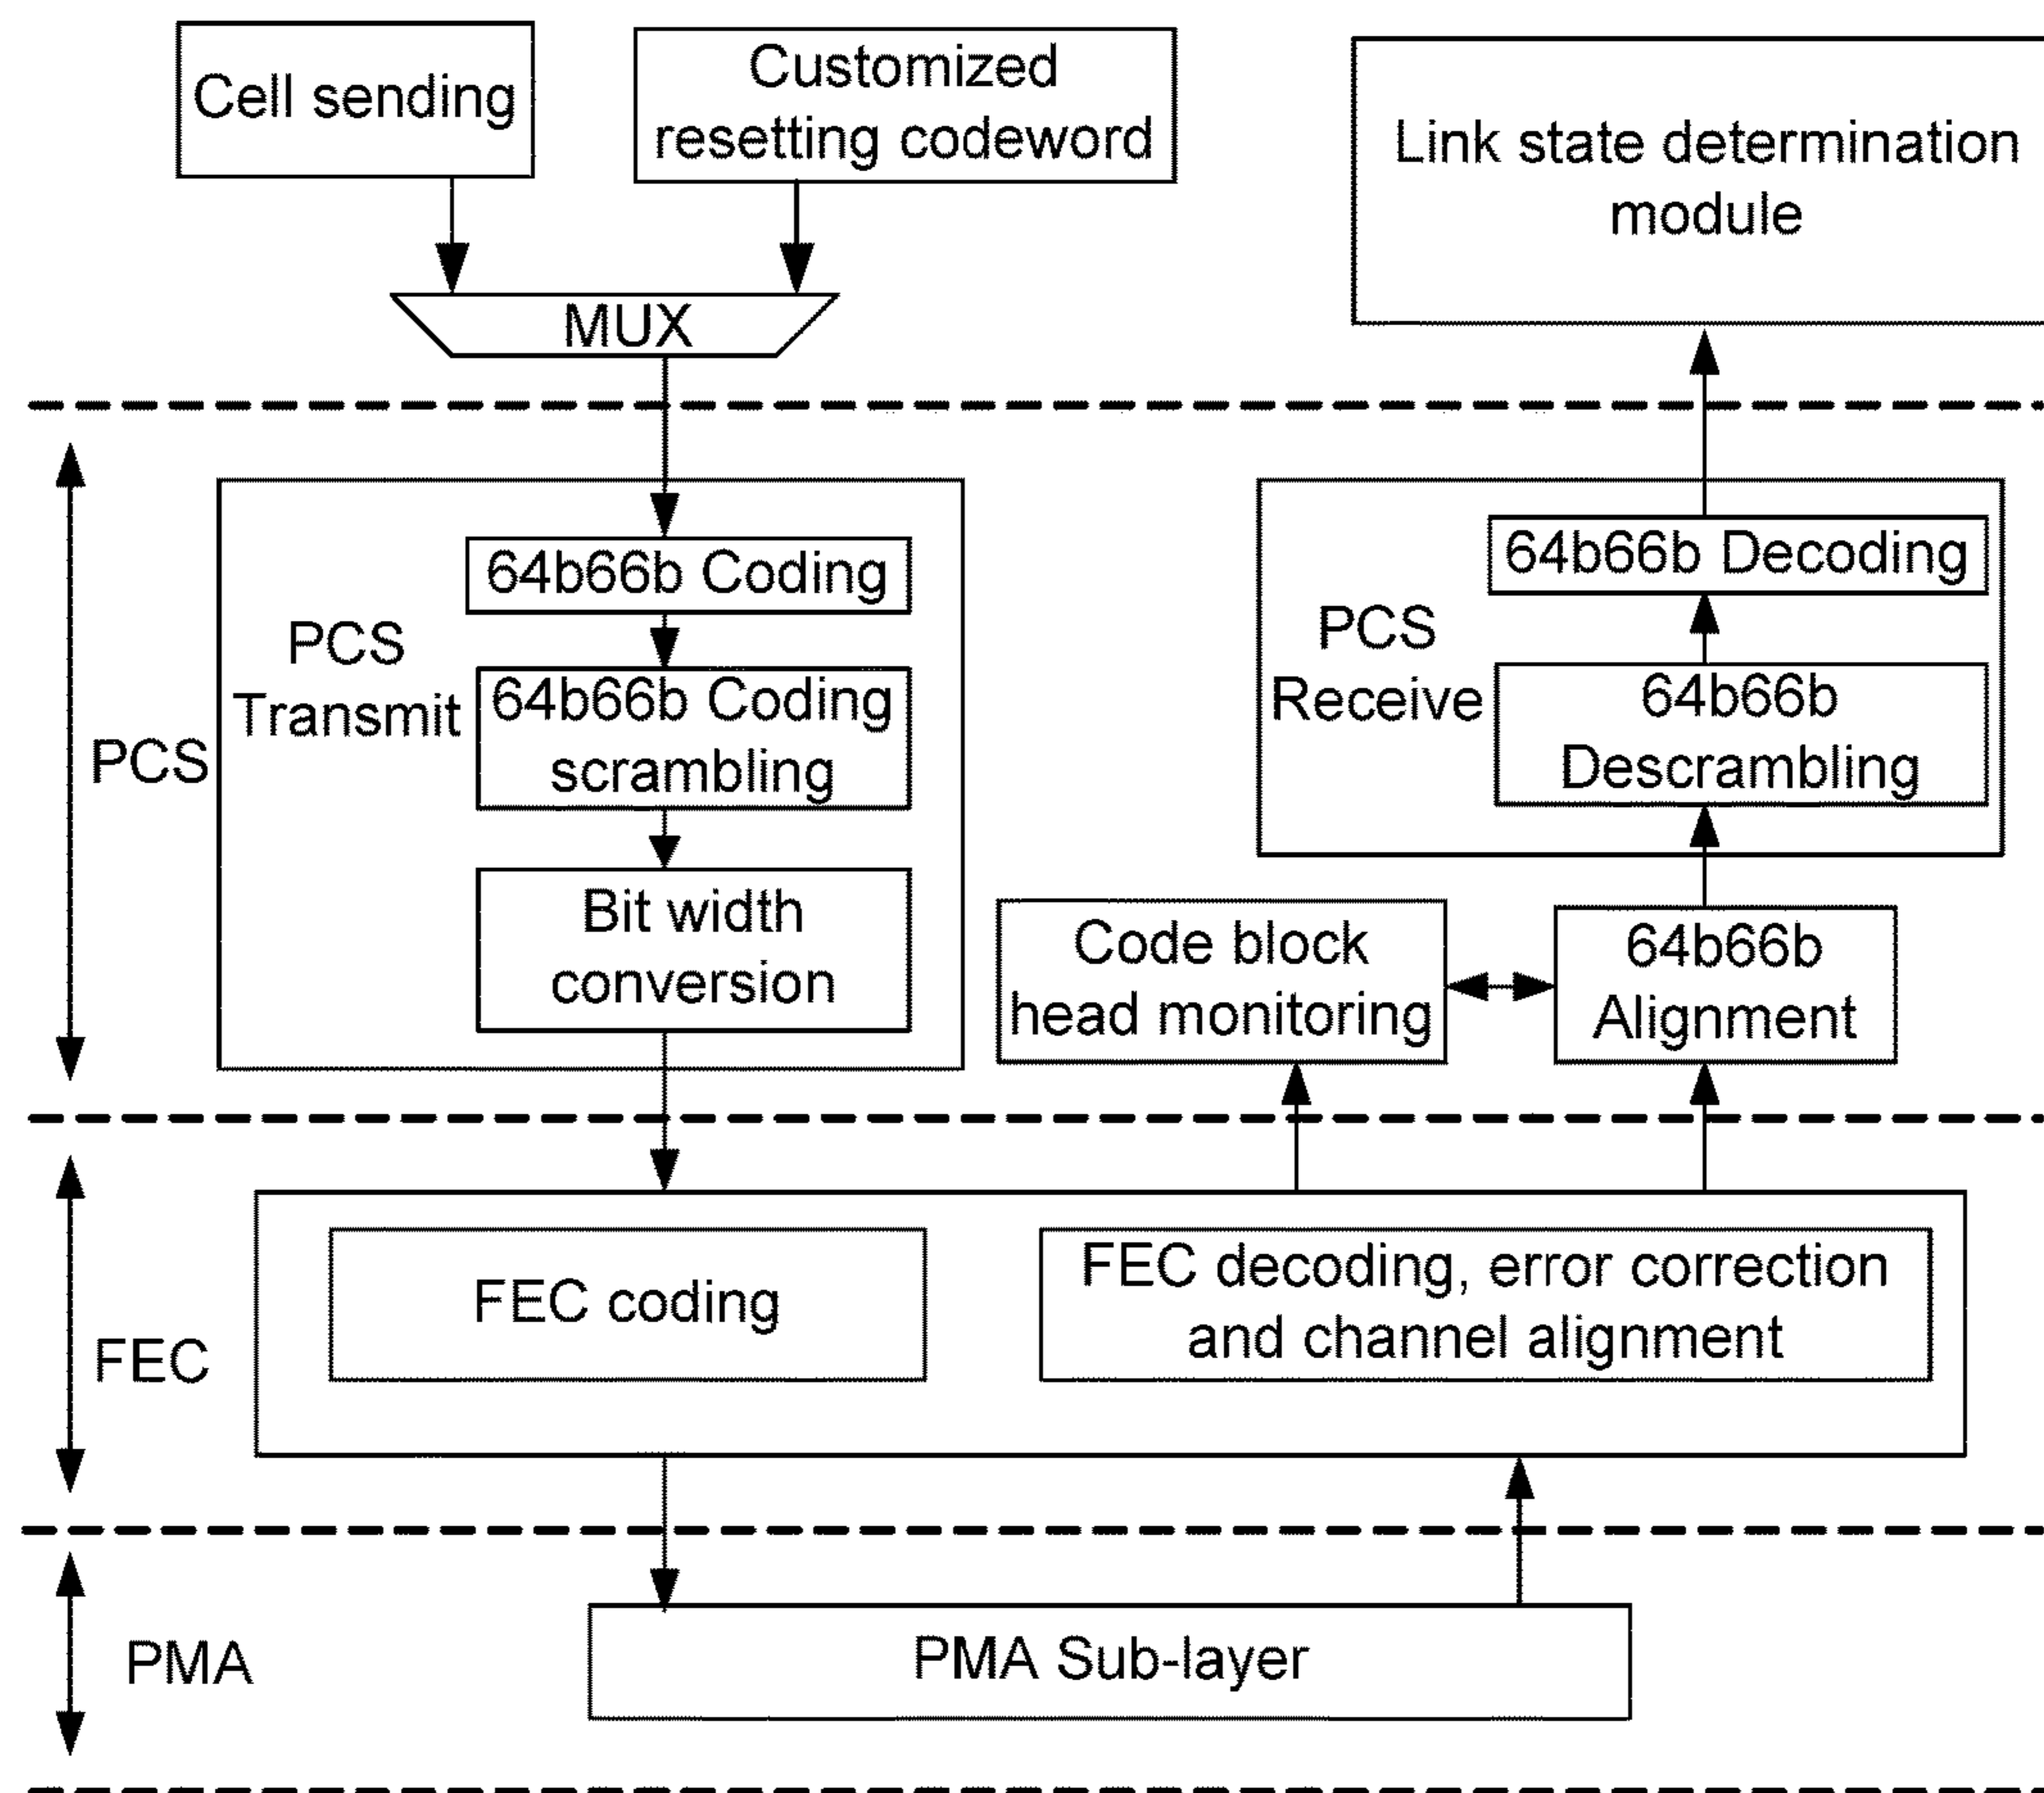 Cell sending
Customized
resetting codeword
Link state determination
module
MUX
PCS
PCS
Transmit
64b66b Coding
64b66b Coding
scrambling
Bit width
conversion
PCS
Receive
64b66b Decoding
64b66b
Descrambling
Code block
head monitoring
64b66b
Alignment
FEC
FEC coding
FEC decoding, error correction
and channel alignment
PMA
PMA Sub-layer